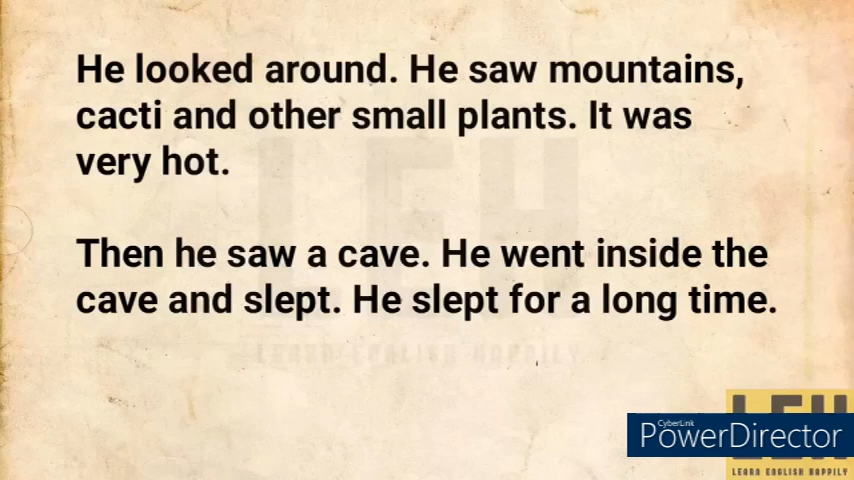 He looked around. He saw mountains,
cacti and other small plants. It was
very hot.
Then he saw a cave. He went inside the
cave and slept. He slept for a long time.
LEH
LEARN ENGLISH HAPPILY
CyberLink
PowerDirector
LEH
LEARN ENGLISH HAPPILY